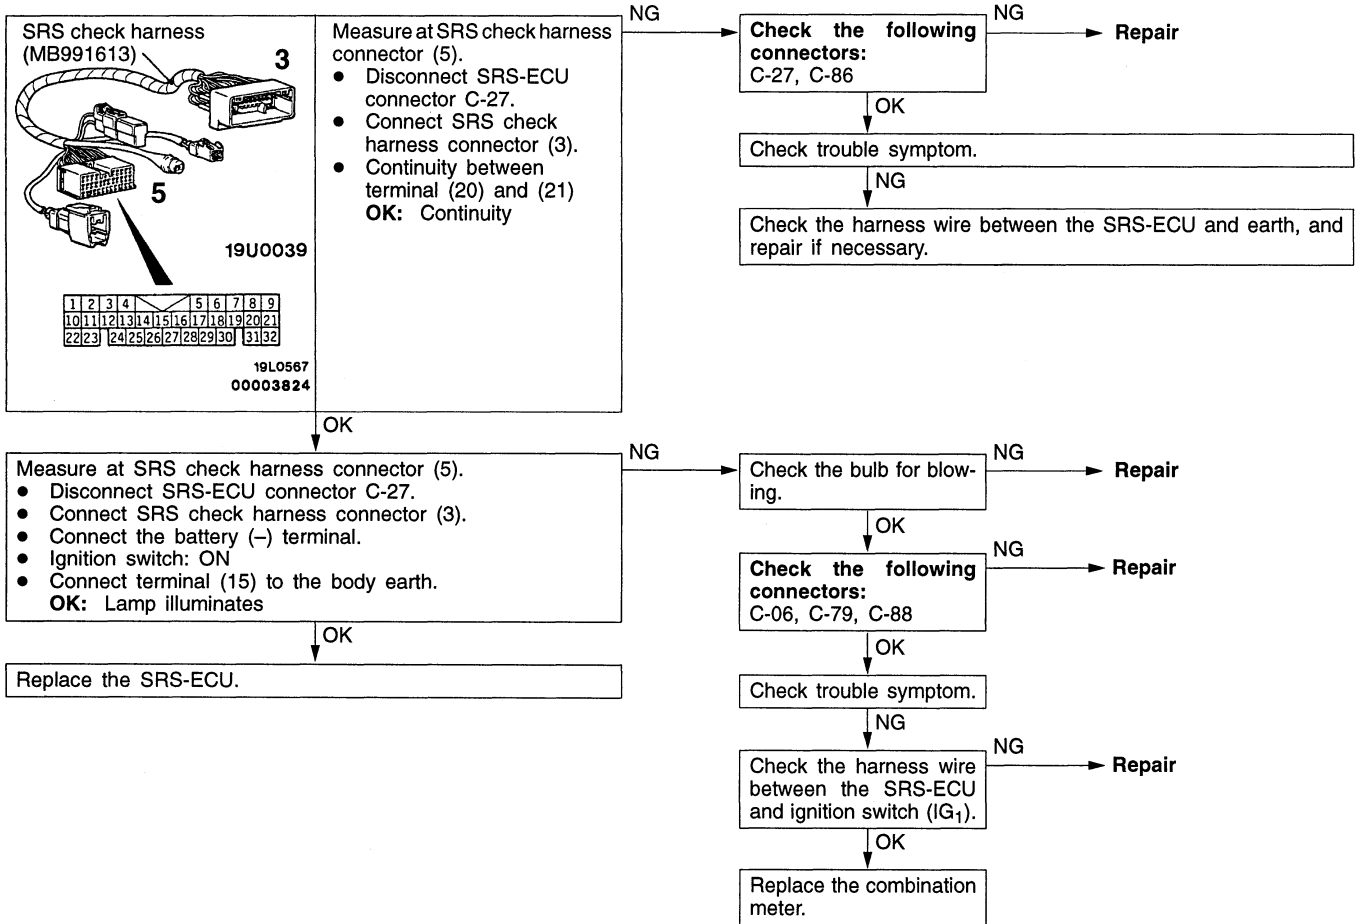 SRS check harness
(MB991613)
3
5
19U0039
1 2 3 4 5 6 7 8 9
10 11 12 13 14 15 16 17 18 19 20 21
22 23 24 25 26 27 28 29 30 31 32
19L0567
00003824
Measure at SRS check harness
connector (5).
● Disconnect SRS-ECU
connector C-27.
● Connect SRS check
harness connector (3).
● Continuity between
terminal (20) and (21)
OK: Continuity
NG
Check the following
connectors:
C-27, C-86
NG
Repair
OK
Check trouble symptom.
NG
Check the harness wire between the SRS-ECU and earth, and
repair if necessary.
OK
Measure at SRS check harness connector (5).
● Disconnect SRS-ECU connector C-27.
● Connect SRS check harness connector (3).
● Connect the battery (–) terminal.
● Ignition switch: ON
● Connect terminal (15) to the body earth.
OK: Lamp illuminates
OK
Replace the SRS-ECU.
NG
Check the bulb for blow-
ing.
NG
Repair
OK
Check the following
connectors:
C-06, C-79, C-88
NG
Repair
OK
Check trouble symptom.
NG
Check the harness wire
between the SRS-ECU
and ignition switch (IG1).
NG
Repair
OK
Replace the combination
meter.